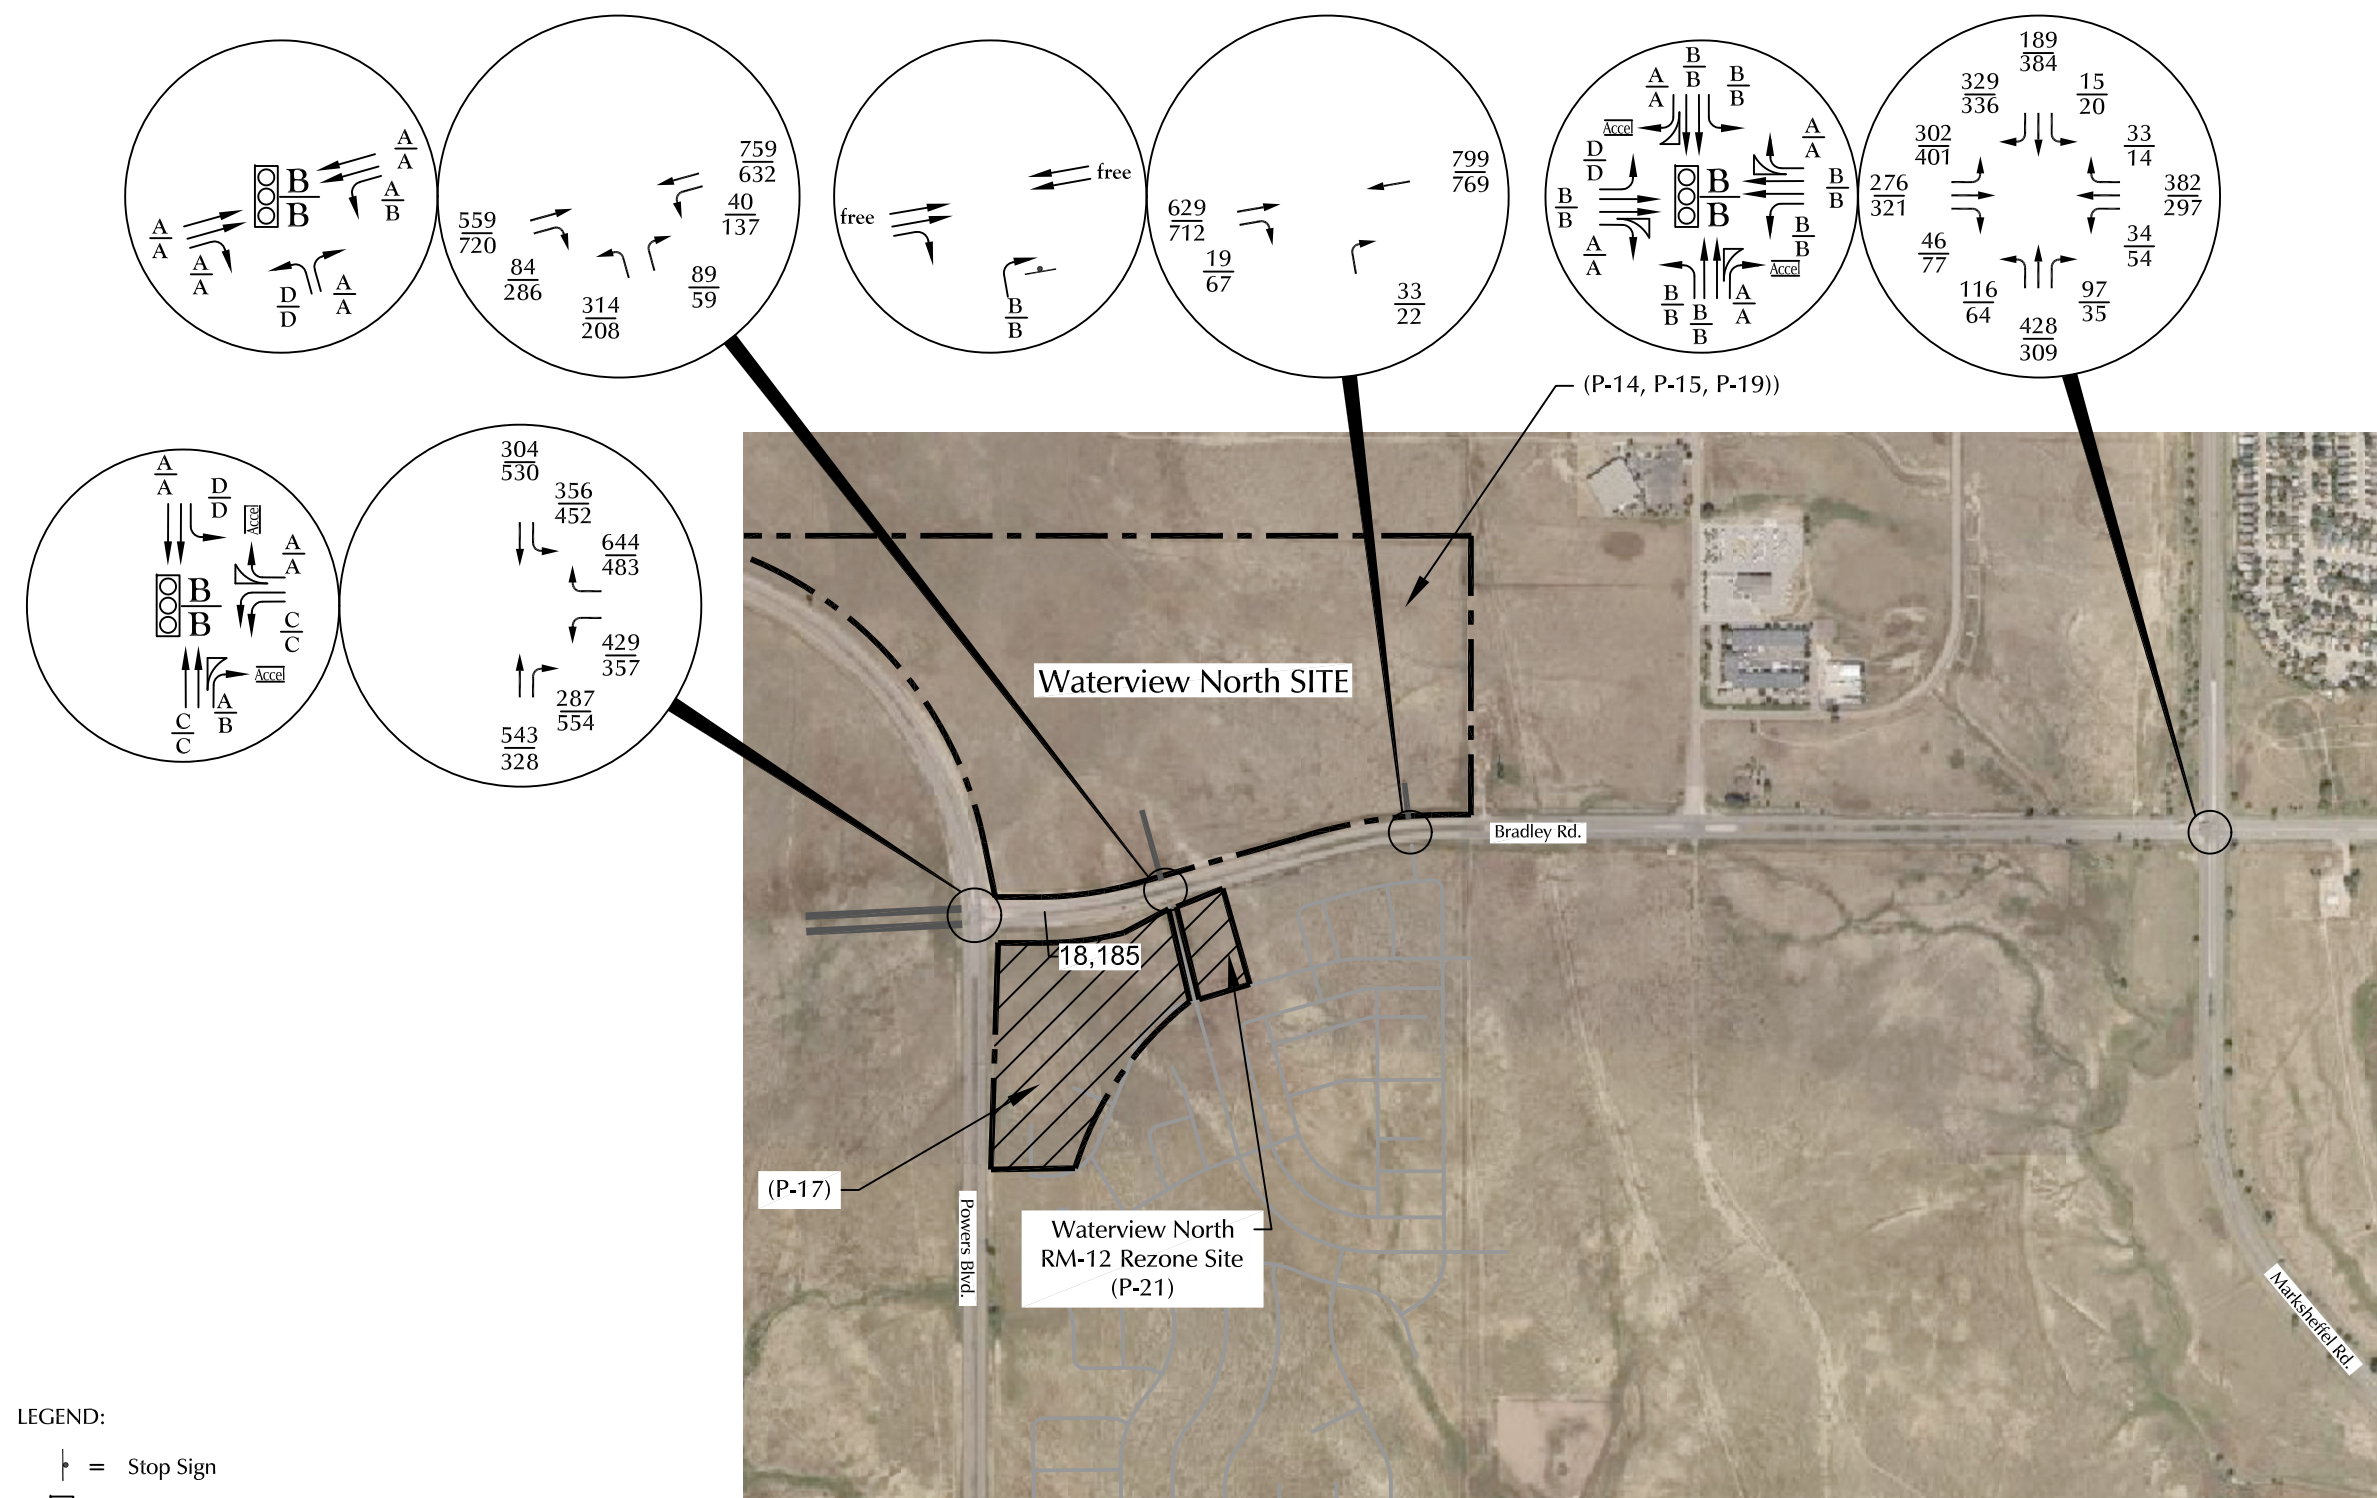 A
A
A
B
B
B
A
A
A
A
D
D
A
A
759
632
40
137
559
720
84
286
314
208
89
59
free
free
B
B
799
769
629
712
19
67
33
22
B
B
A
A
B
B
Accel
A
A
D
D
B
B
B
B
B
B
B
B
A
A
Accel
B
B
B
B
A
A
189
384
329
336
15
20
302
401
33
14
276
321
382
297
46
77
34
54
116
64
97
35
428
309
(P-14, P-15, P-19))
A
A
D
D
Accel
A
A
B
B
C
C
Accel
A
B
C
C
304
530
356
452
644
483
429
357
287
554
543
328
Waterview North SITE
Bradley Rd.
18,185
(P-17)
Powers Blvd.
Waterview North
RM-12 Rezone Site
(P-21)
Marksheffel Rd.
LEGEND:
= Stop Sign